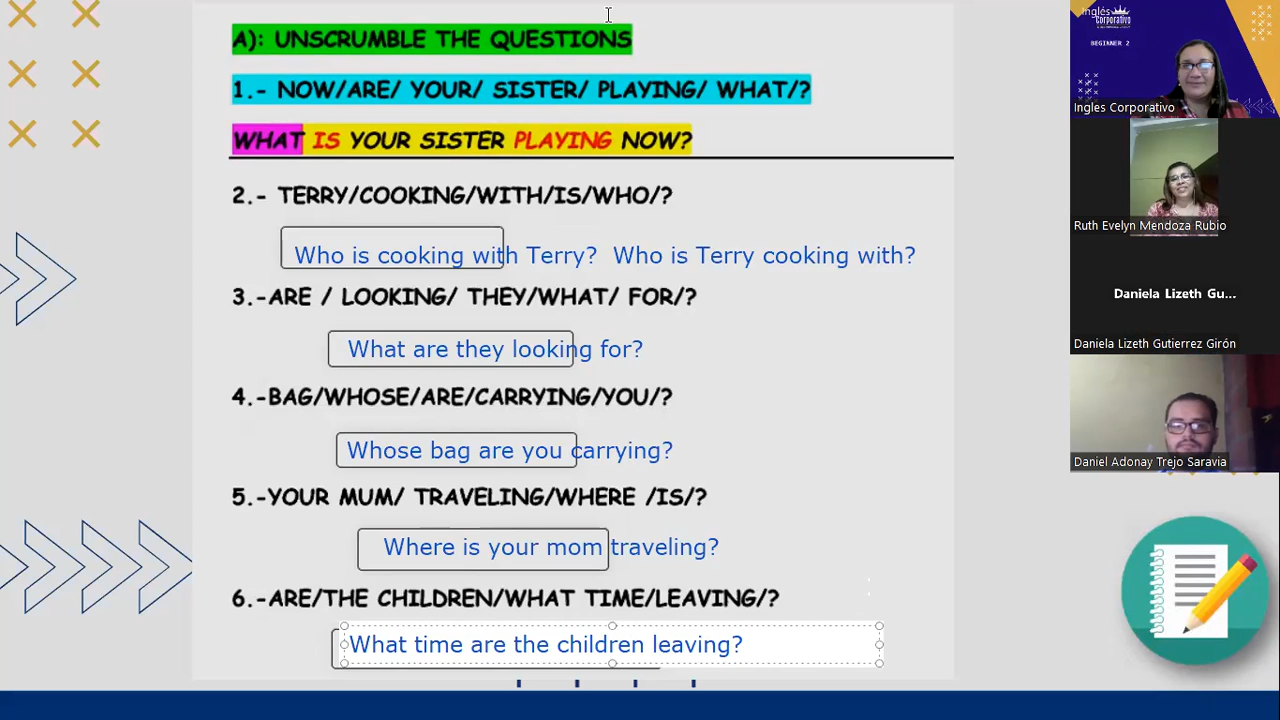 A): UNSCRUMBLE THE QUESTIONS
1.- NOW/ARE/ YOUR/ SISTER/ PLAYING/ WHAT/?
WHAT IS YOUR SISTER PLAYING NOW?
2.- TERRY/COOKING/WITH/IS/WHO/?
Who is cooking with Terry? Who is Terry cooking with?
3.-ARE / LOOKING/ THEY/WHAT/ FOR/?
What are they looking for?
4.-BAG/WHOSE/ARE/CARRYING/YOU/?
Whose bag are you carrying?
5.-YOUR MUM/ TRAVELING/WHERE /IS/?
Where is your mom traveling?
6.-ARE/THE CHILDREN/WHAT TIME/LEAVING/?
What time are the children leaving?
Inglés
Corporativo
BEGINNER 2
Ingles Corporativo
Ruth Evelyn Mendoza Rubio
Daniela Lizeth Gu...
Daniela Lizeth Gutierrez Girón
Daniel Adonay Trejo Saravia